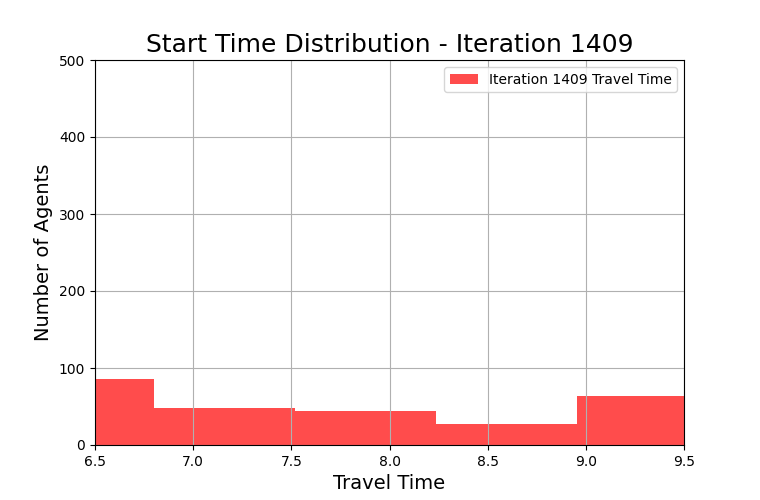 Start Time Distribution - Iteration 1409
500
400
300
200
100
0
Number of Agents
Iteration 1409 Travel Time
6.5 7.0 7.5 8.0 8.5 9.0 9.5
Travel Time